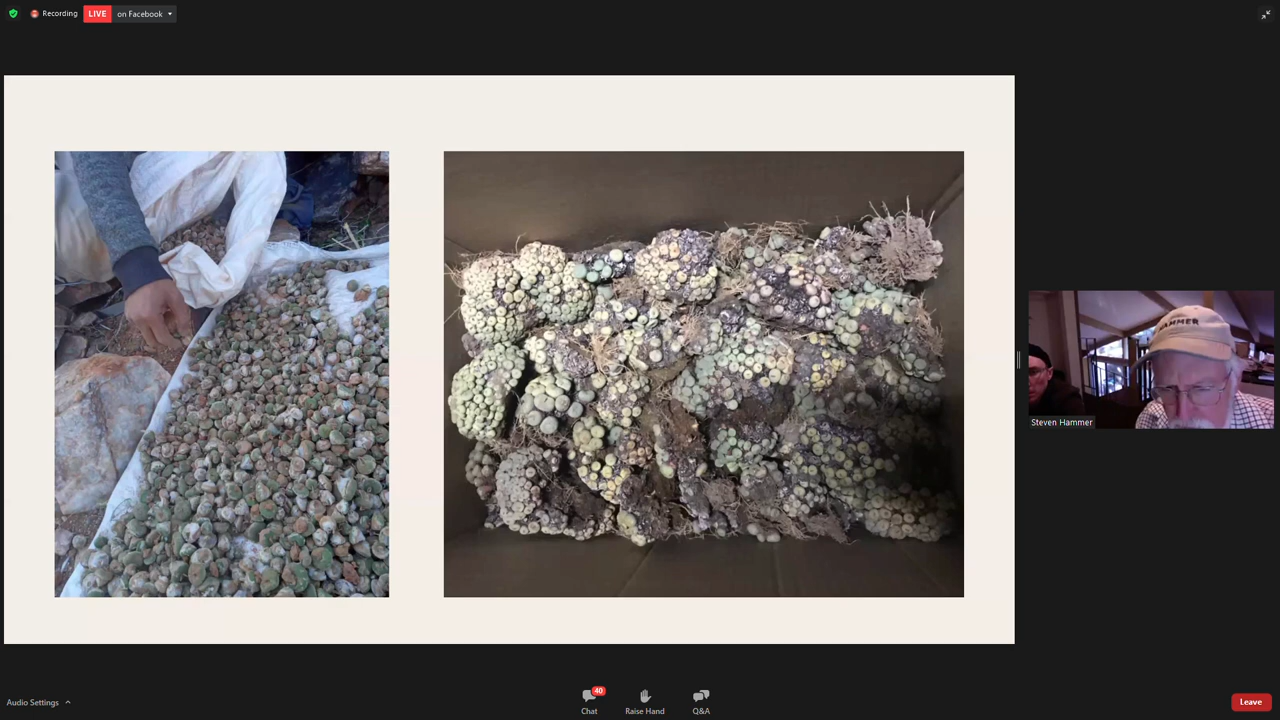 Recording
LIVE
on Facebook
HAMMER
Steven Hammer
Audio Settings
40
Chat
Raise Hand
Q&A
Leave